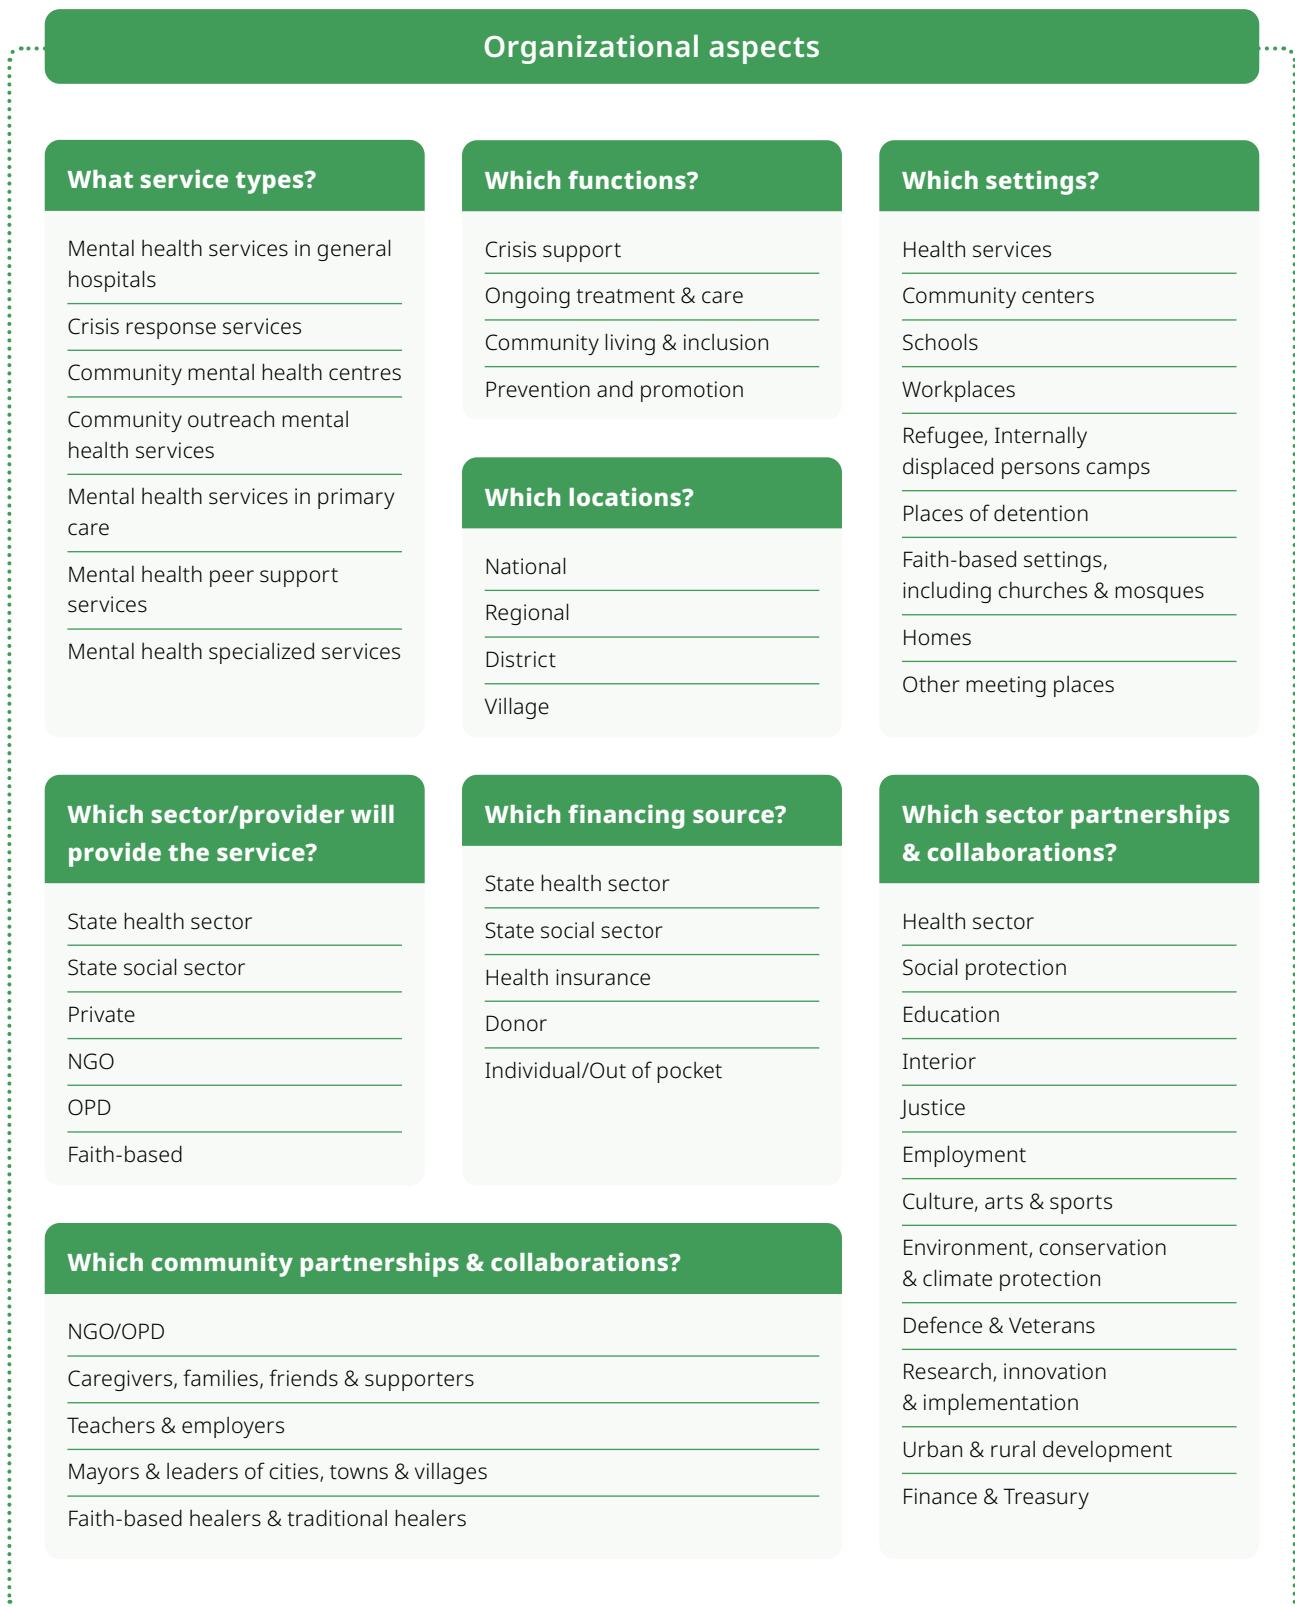 Organizational aspects
What service types?
Mental health services in general
hospitals
Crisis response services
Community mental health centres
Community outreach mental
health services
Mental health services in primary
care
Mental health peer support
services
Mental health specialized services
Which functions?
Crisis support
Ongoing treatment & care
Community living & inclusion
Prevention and promotion
Which locations?
National
Regional
District
Village
Which settings?
Health services
Community centers
Schools
Workplaces
Refugee, Internally
displaced persons camps
Places of detention
Faith-based settings,
including churches & mosques
Homes
Other meeting places
Which sector/provider will
provide the service?
State health sector
State social sector
Private
NGO
OPD
Faith-based
Which financing source?
State health sector
State social sector
Health insurance
Donor
Individual/Out of pocket
Which sector partnerships
& collaborations?
Health sector
Social protection
Education
Interior
Justice
Employment
Culture, arts & sports
Environment, conservation
& climate protection
Defence & Veterans
Research, innovation
& implementation
Urban & rural development
Finance & Treasury
Which community partnerships & collaborations?
NGO/OPD
Caregivers, families, friends & supporters
Teachers & employers
Mayors & leaders of cities, towns & villages
Faith-based healers & traditional healers